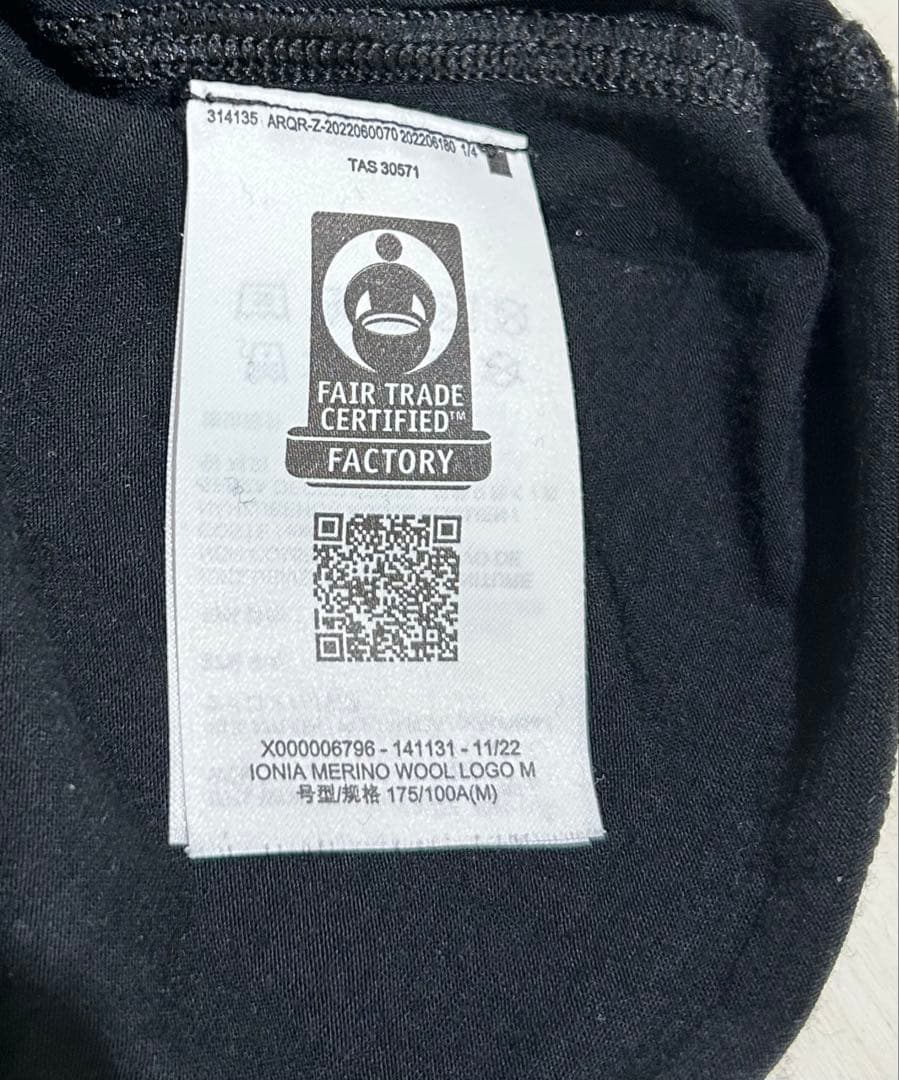 314135 ARQR-Z-2022060070 202206180 1/4
TAS 30571
FAIR TRADE
CERTIFIED™
FACTORY
X000006796 - 141131 - 11/22
IONIA MERINO WOOL LOGO M
号型/规格 175/100A(M)